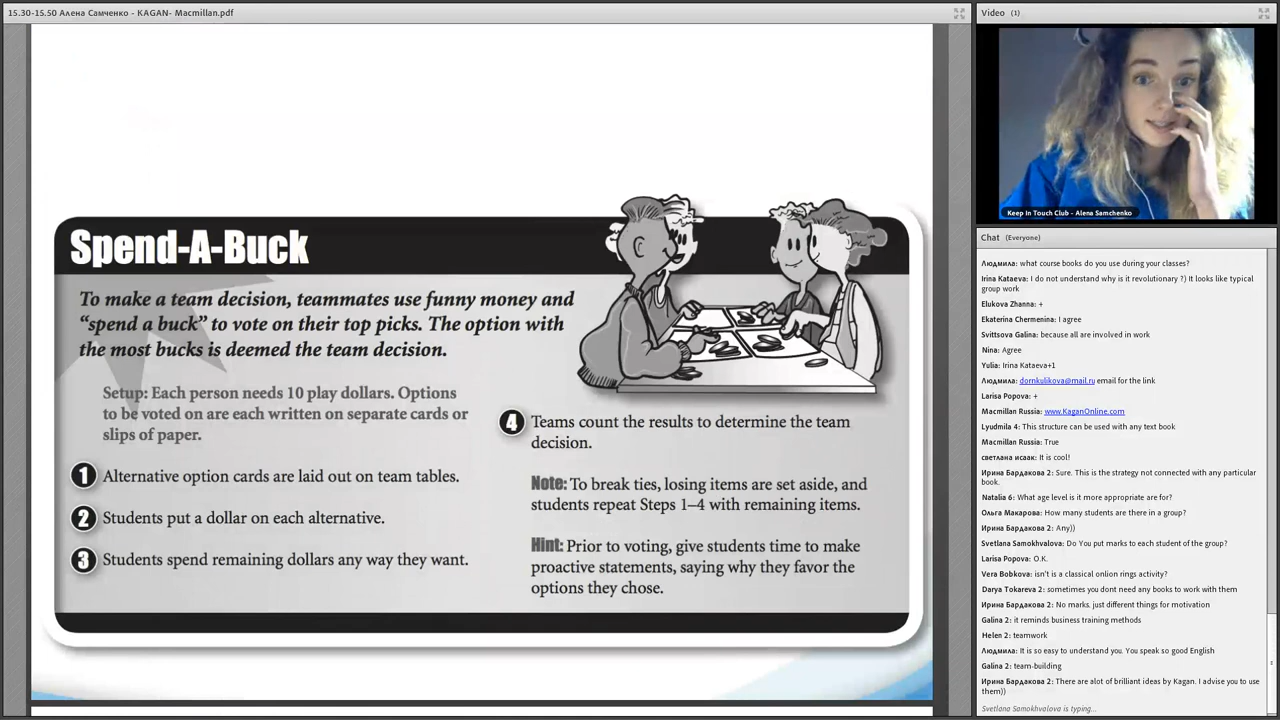 15.30-15.50 Алена Самченко - KAGAN- Macmillan.pdf
Spend-A-Buck
To make a team decision, teammates use funny money and
“spend a buck” to vote on their top picks. The option with
the most bucks is deemed the team decision.
Setup: Each person needs 10 play dollars. Options
to be voted on are each written on separate cards or
slips of paper.
1 Alternative option cards are laid out on team tables.
2 Students put a dollar on each alternative.
3 Students spend remaining dollars any way they want.
4 Teams count the results to determine the team
decision.
Note: To break ties, losing items are set aside, and
students repeat Steps 1–4 with remaining items.
Hint: Prior to voting, give students time to make
proactive statements, saying why they favor the
options they chose.
Video (1)
Keep In Touch Club - Alena Samchenko
Chat (Everyone)
Людмила: what course books do you use during your classes?
Irina Kataeva: I do not understand why is it revolutionary ?) It looks like typical
group work
Elukova Zhanna: +
Ekaterina Chermenina: I agree
Svittsova Galina: because all are involved in work
Nina: Agree
Yulia: Irina Kataeva+1
Людмила: dornkulikova@mail.ru email for the link
Larisa Popova: +
Macmillan Russia: www.KaganOnline.com
Lyudmila 4: This structure can be used with any text book
Macmillan Russia: True
светлана исаак: It is cool!
Ирина Бардакова 2: Sure. This is the strategy not connected with any particular
book.
Natalia 6: What age level is it more appropriate are for?
Ольга Макарова: How many students are there in a group?
Ирина Бардакова 2: Any))
Svetlana Samokhvalova: Do You put marks to each student of the group?
Larisa Popova: O.K.
Vera Bobkova: isn't is a classical onlion rings activity?
Darya Tokareva 2: sometimes you dont need any books to work with them
Ирина Бардакова 2: No marks. just different things for motivation
Galina 2: it reminds business training methods
Helen 2: teamwork
Людмила: It is so easy to understand you. You speak so good English
Galina 2: team-building
Ирина Бардакова 2: There are alot of brilliant ideas by Kagan. I advise you to use
them))
Svetlana Samokhvalova is typing...